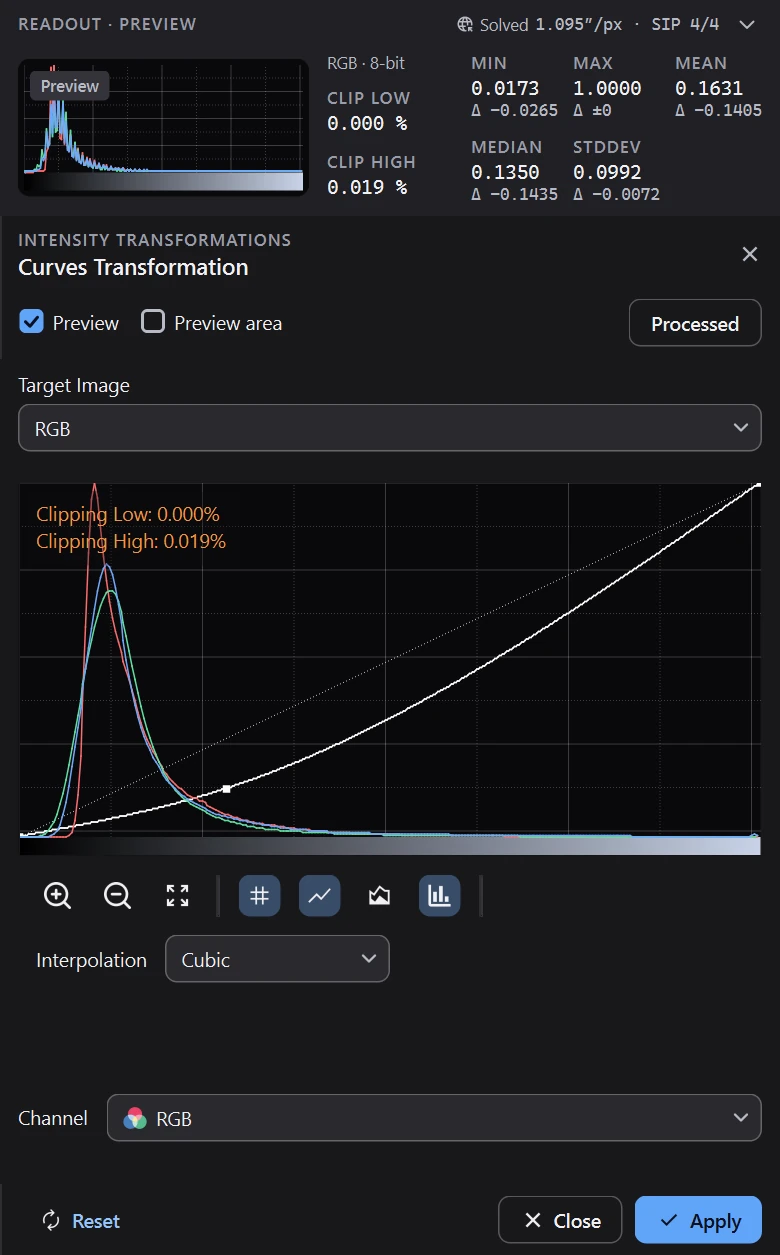 READOUT · PREVIEW
Solved 1.095″/px · SIP 4/4
Preview
RGB · 8-bit
CLIP LOW
0.000 %
CLIP HIGH
0.019 %
MIN MAX MEAN
0.0173 1.0000 0.1631
Δ −0.0265 Δ ±0 Δ −0.1405
MEDIAN STDDEV
0.1350 0.0992
Δ −0.1435 Δ −0.0072
INTENSITY TRANSFORMATIONS
Curves Transformation
Preview Preview area Processed
Target Image
RGB
Clipping Low: 0.000%
Clipping High: 0.019%
Interpolation Cubic
Channel RGB
Reset Close Apply